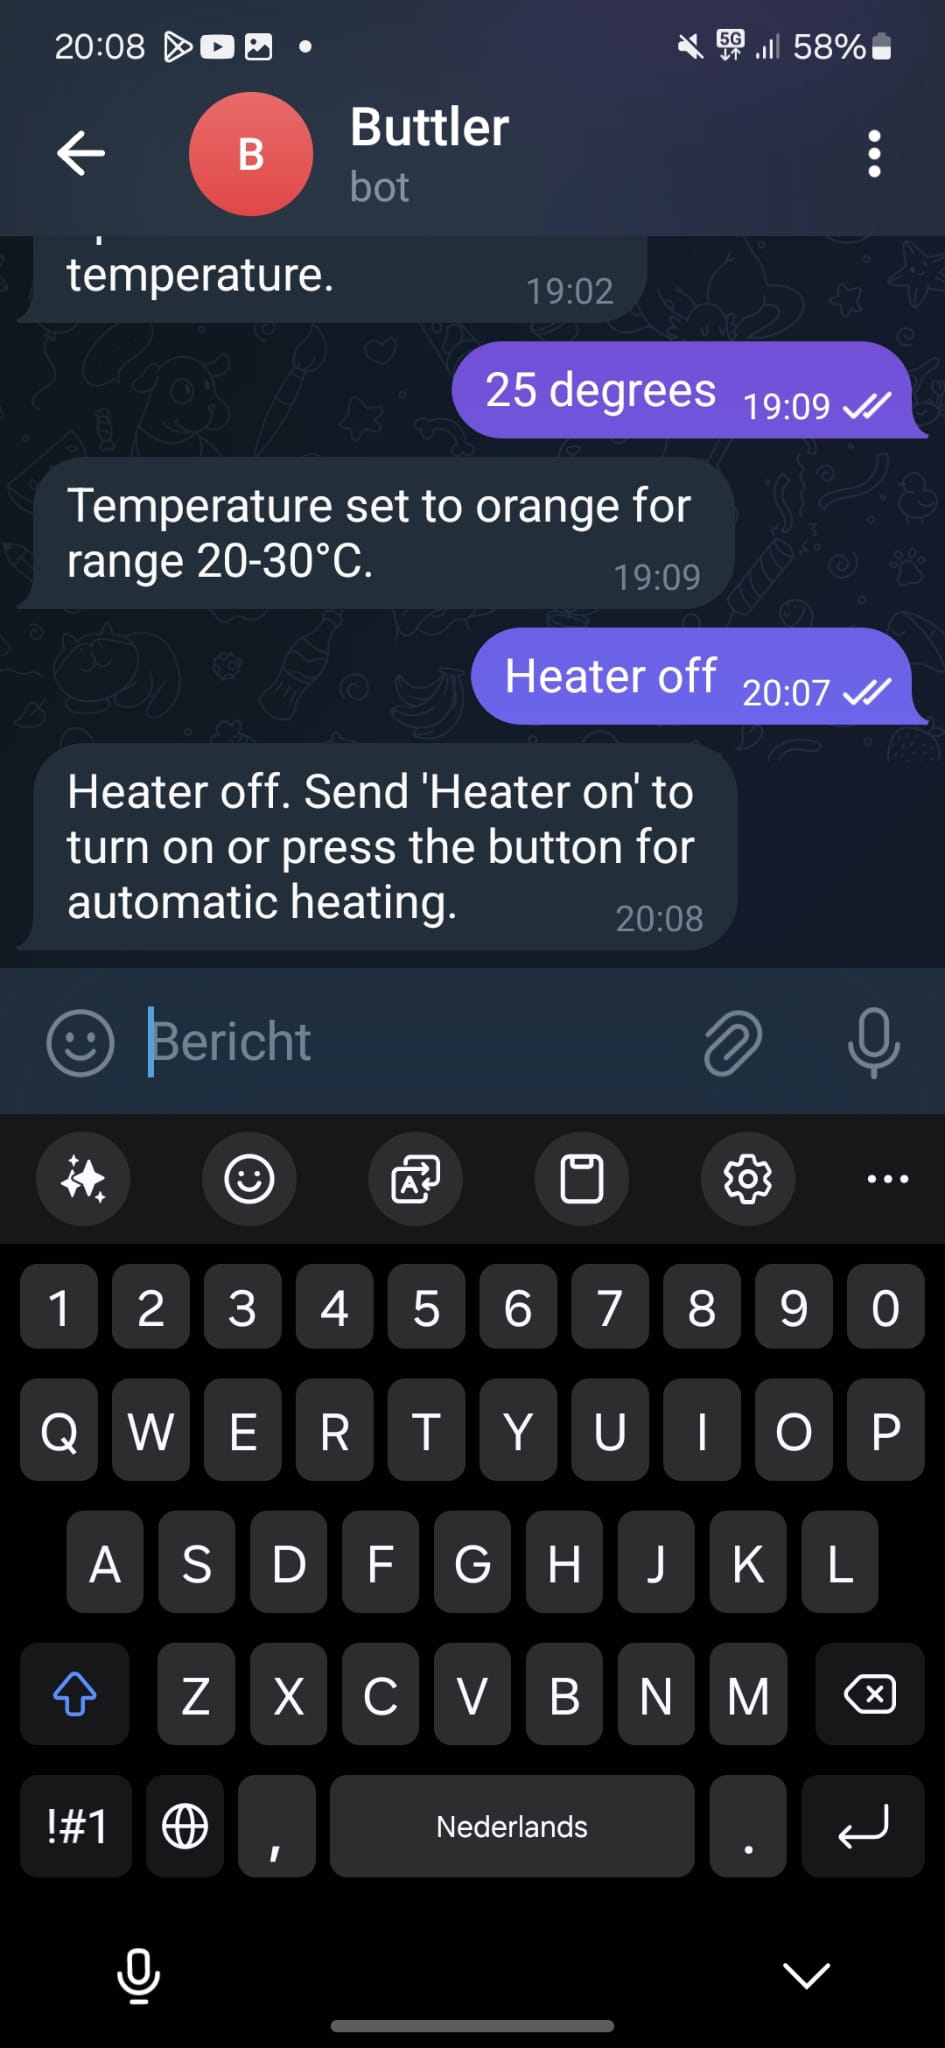 20:08 58%
5G
B
Buttler
bot
temperature.
19:02
25 degrees 19:09
Temperature set to orange for
range 20-30°C.
19:09
Heater off 20:07
Heater off. Send 'Heater on' to
turn on or press the button for
automatic heating.
20:08
Bericht
A
1 2 3 4 5 6 7 8 9 0
Q W E R T Y U I O P
A S D F G H J K L
Z X C V B N M
!#1 , Nederlands .